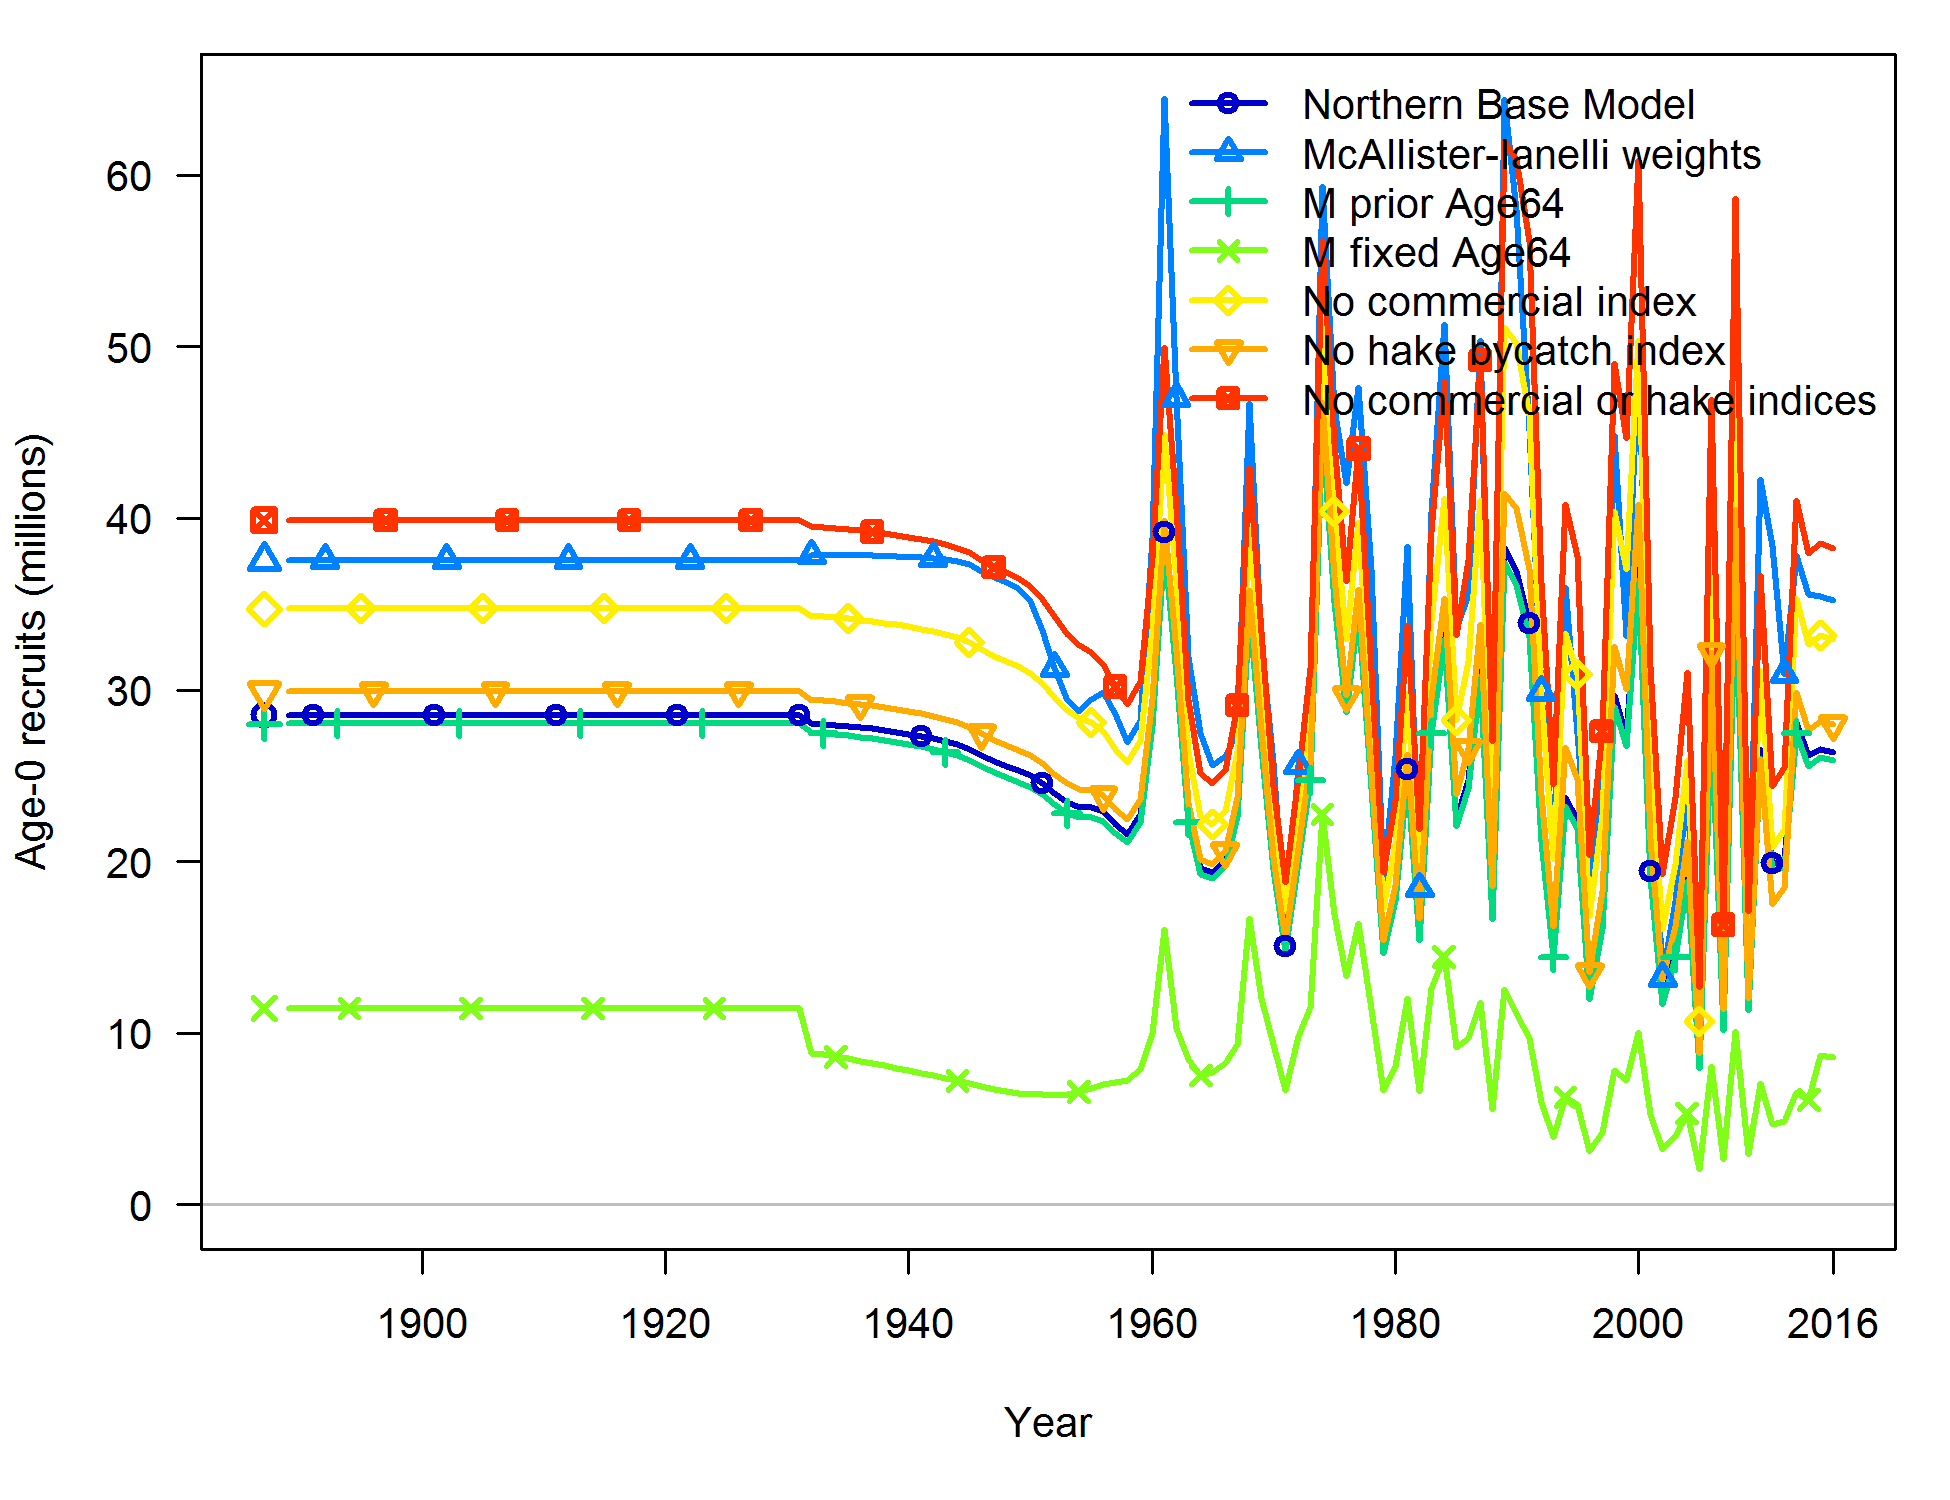 Northern Base Model
McAllister-Ianelli weights
M prior Age64
M fixed Age64
No commercial index
No hake bycatch index
No commercial or hake indices
Age-0 recruits (millions)
60
50
40
30
20
10
0
1900 1920 1940 1960 1980 2000 2016
Year